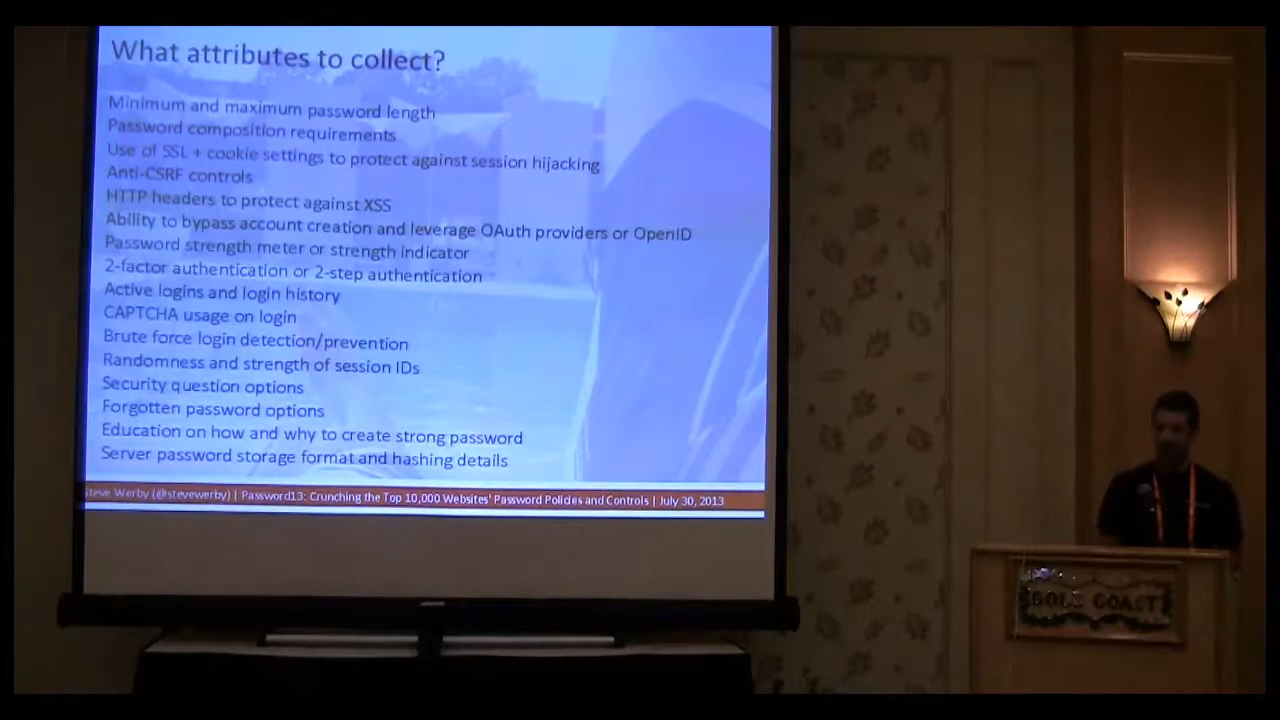 What attributes to collect?
Minimum and maximum password length
Password composition requirements
Use of SSL + cookie settings to protect against session hijacking
Anti-CSRF controls
HTTP headers to protect against XSS
Ability to bypass account creation and leverage OAuth providers or OpenID
Password strength meter or strength indicator
2-factor authentication or 2-step authentication
Active logins and login history
CAPTCHA usage on login
Brute force login detection/prevention
Randomness and strength of session IDs
Security question options
Forgotten password options
Education on how and why to create strong password
Server password storage format and hashing details
Steve Werby (@stevewerby) | Password13: Crunching the Top 10,000 Websites' Password Policies and Controls | July 30, 2013
GOLD COAST